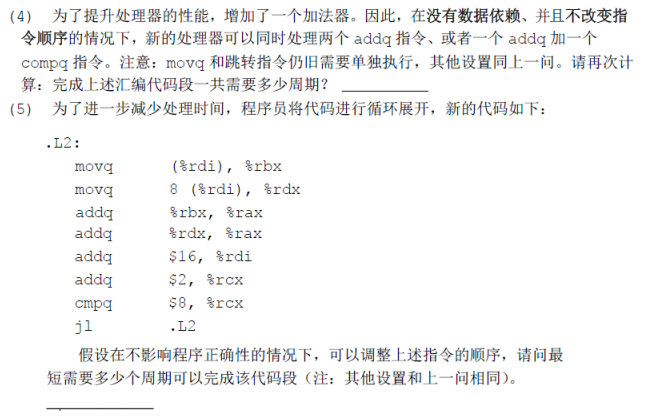 (4) 为了提升处理器的性能，增加了一个加法器。因此，在没有数据依赖、并且不改变指
令顺序的情况下，新的处理器可以同时处理两个 addq 指令、或者一个 addq 加一个
compq 指令。注意：movq 和跳转指令仍旧需要单独执行，其他设置同上一问。请再次计
算：完成上述汇编代码段一共需要多少周期？ __________
(5) 为了进一步减少处理时间，程序员将代码进行循环展开，新的代码如下：
.L2:
movq (%rdi), %rbx
movq 8 (%rdi), %rdx
addq %rbx, %rax
addq %rdx, %rax
addq $16, %rdi
addq $2, %rcx
cmpq $8, %rcx
jl .L2
假设在不影响程序正确性的情况下，可以调整上述指令的顺序，请问最
短需要多少个周期可以完成该代码段（注：其他设置和上一问相同）。
____________